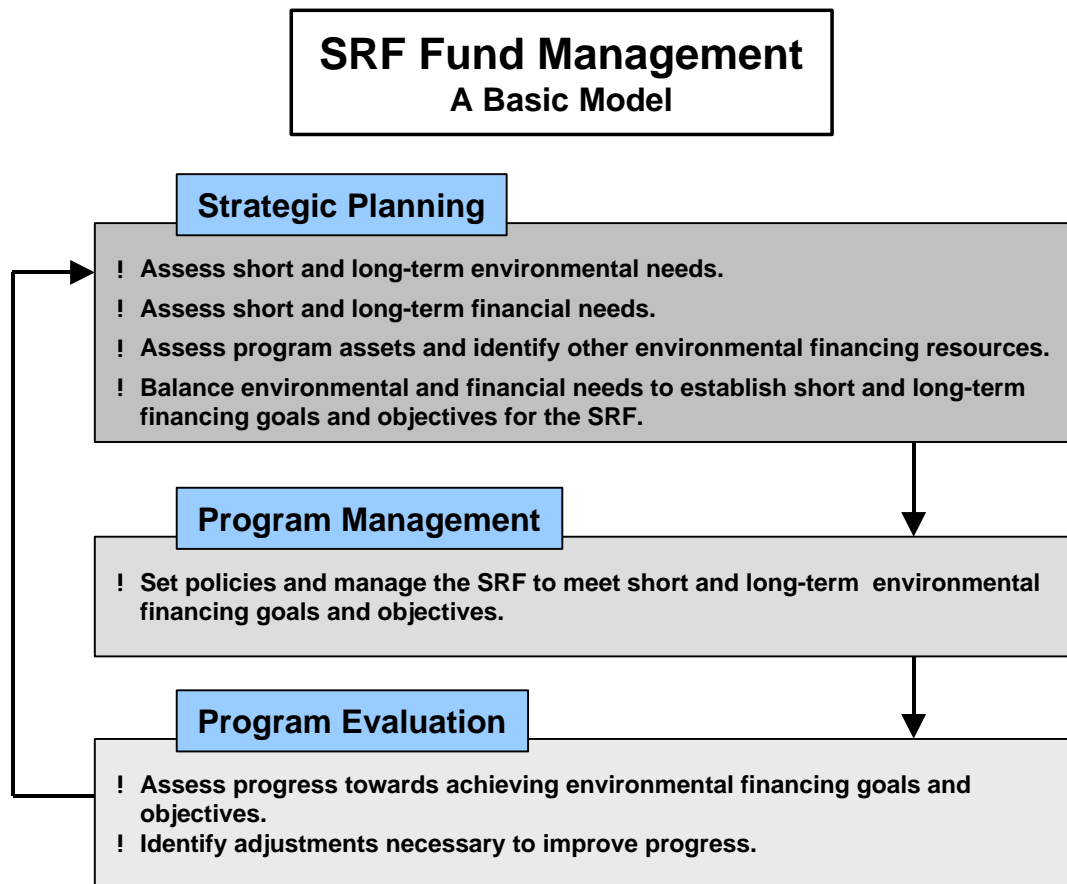 SRF Fund Management
A Basic Model
Strategic Planning
! Assess short and long-term environmental needs.
! Assess short and long-term financial needs.
! Assess program assets and identify other environmental financing resources.
! Balance environmental and financial needs to establish short and long-term
financing goals and objectives for the SRF.
Program Management
! Set policies and manage the SRF to meet short and long-term environmental
financing goals and objectives.
Program Evaluation
! Assess progress towards achieving environmental financing goals and
objectives.
! Identify adjustments necessary to improve progress.